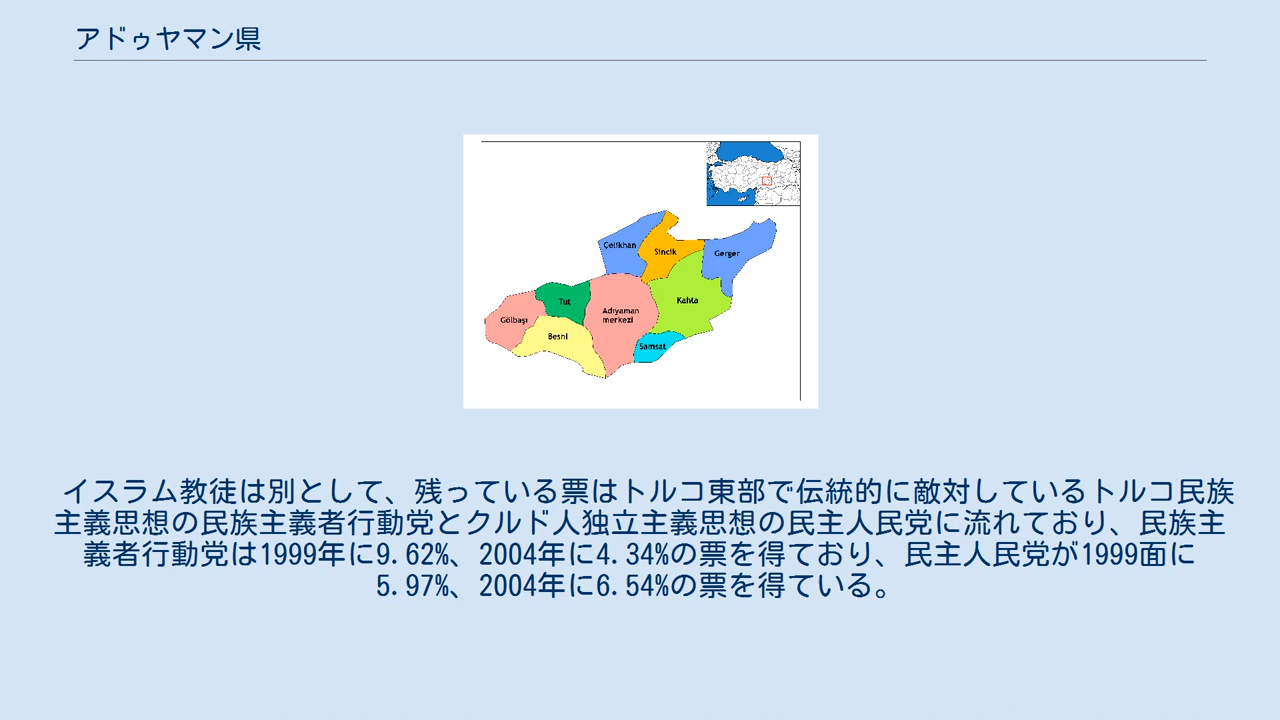 アドゥヤマン県
Çelikhan
Sincik
Gerger
Tut
Adıyaman
merkezi
Kahta
Gölbaşı
Besni
Samsat
イスラム教徒は別として、残っている票はトルコ東部で伝統的に敵対しているトルコ民族
主義思想の民族主義者行動党とクルド人独立主義思想の民主人民党に流れており、民族主
義者行動党は1999年に9.62%、2004年に4.34%の票を得ており、民主人民党が1999面に
5.97%、2004年に6.54%の票を得ている。